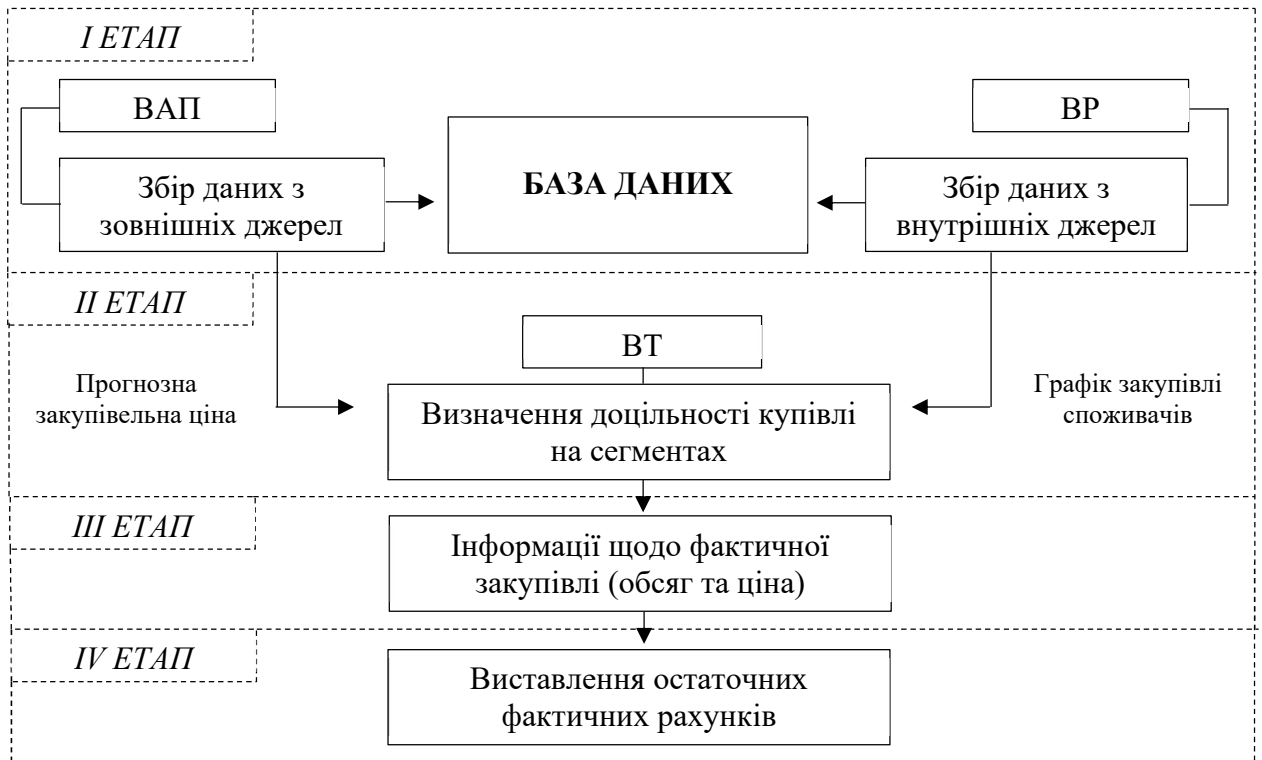 І ЕТАП
ВАП
ВР
БАЗА ДАНИХ
Збір даних з
зовнішніх джерел
Збір даних з
внутрішніх джерел
ІІ ЕТАП
ВТ
Прогнозна
закупівельна ціна
Графік закупівлі
споживачів
Визначення доцільності купівлі
на сегментах
ІІІ ЕТАП
Інформації щодо фактичної
закупівлі (обсяг та ціна)
IV ЕТАП
Виставлення остаточних
фактичних рахунків